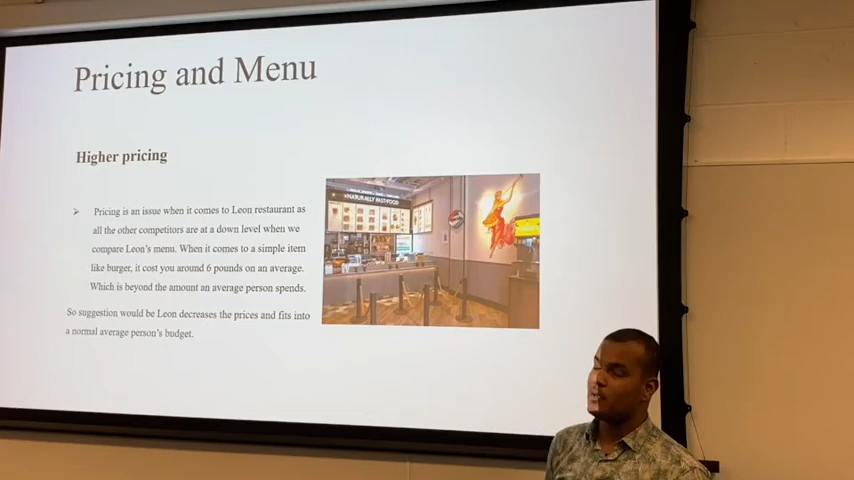 Pricing and Menu
Higher pricing
➤ Pricing is an issue when it comes to Leon restaurant as
all the other competitors are at a down level when we
compare Leon's menu. When it comes to a simple item
like burger, it cost you around 6 pounds on an average.
Which is beyond the amount an average person spends.
So suggestion would be Leon decreases the prices and fits into
a normal average person's budget.
NATURALLY FAST FOOD